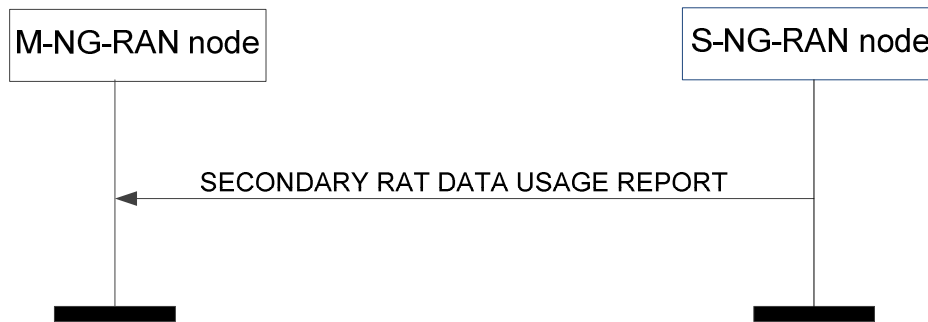 M-NG-RAN node
S-NG-RAN node
SECONDARY RAT DATA USAGE REPORT